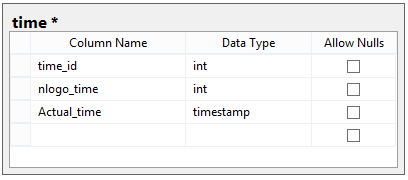 time *
Column Name Data Type Allow Nulls
time_id int
nlogo_time int
Actual_time timestamp